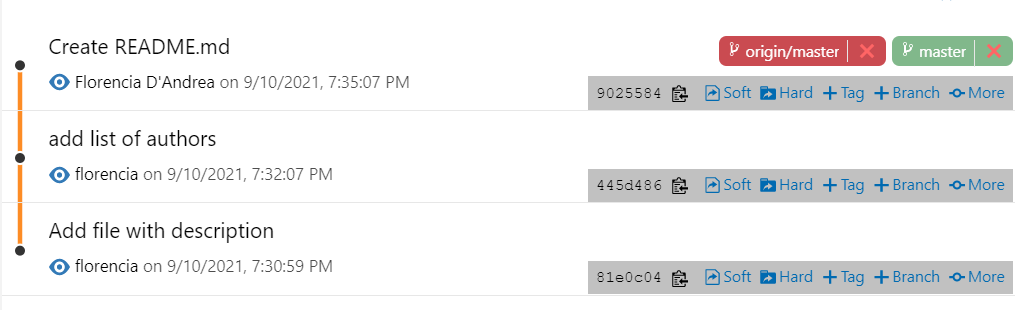 Create README.md
origin/master master
Florencia D'Andrea on 9/10/2021, 7:35:07 PM
9025584 Soft Hard Tag Branch More
add list of authors
florencia on 9/10/2021, 7:32:07 PM
445d486 Soft Hard Tag Branch More
Add file with description
florencia on 9/10/2021, 7:30:59 PM
81e0c04 Soft Hard Tag Branch More